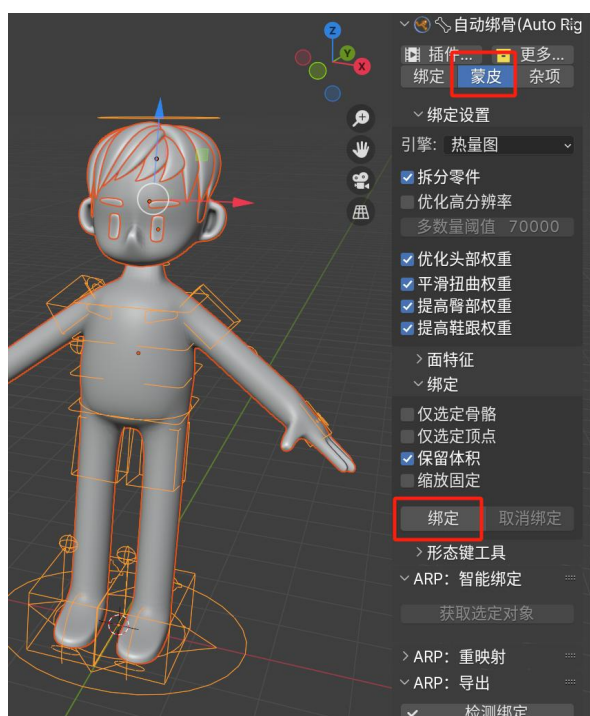 Z
Y
X
自动绑骨(Auto Rig
插件... 更多...
绑定 蒙皮 杂项
绑定设置
引擎: 热量图
拆分零件
优化高分辨率
多数量阈值 70000
优化头部权重
平滑扭曲权重
提高臀部权重
提高鞋跟权重
面特征
绑定
仅选定骨骼
仅选定顶点
保留体积
缩放固定
绑定 取消绑定
形态键工具
ARP：智能绑定
获取选定对象
ARP：重映射
ARP：导出
检测绑定